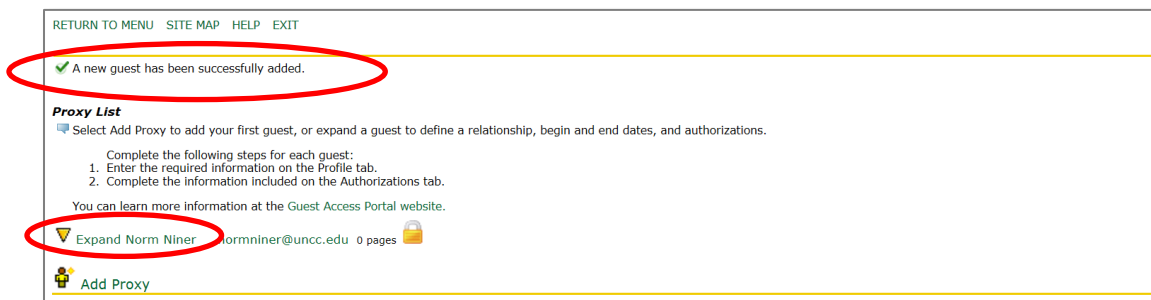 RETURN TO MENU SITE MAP HELP EXIT
A new guest has been successfully added.
Proxy List
Select Add Proxy to add your first guest, or expand a guest to define a relationship, begin and end dates, and authorizations.
Complete the following steps for each guest:
1. Enter the required information on the Profile tab.
2. Complete the information included on the Authorizations tab.
You can learn more information at the Guest Access Portal website.
Expand Norm Niner normniner@uncc.edu 0 pages
Add Proxy